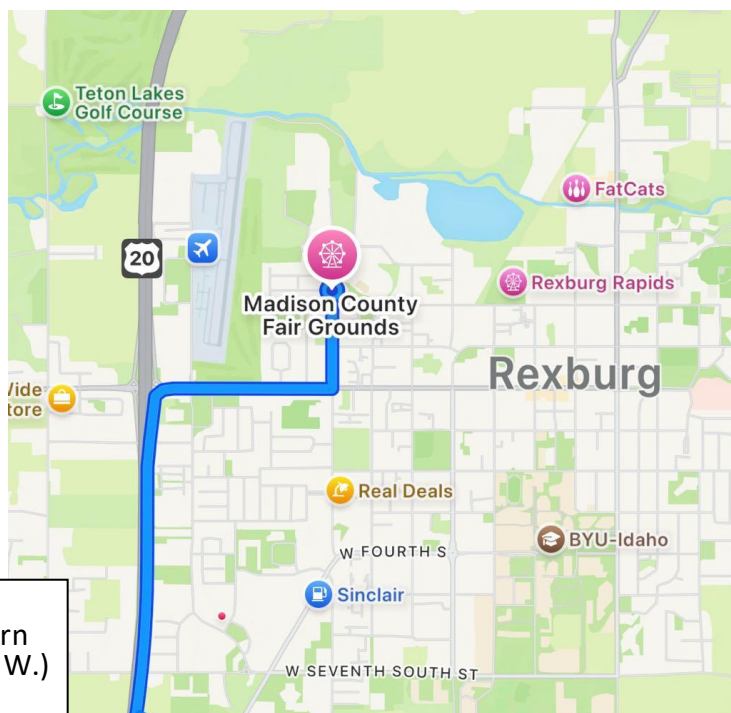 Teton Lakes
Golf Course
FatCats
20
Rexburg Rapids
Madison County
Fair Grounds
Rexburg
Wide
tore
Real Deals
BYU-Idaho
W FOURTH S
Sinclair
rn
W.)
W SEVENTH SOUTH ST